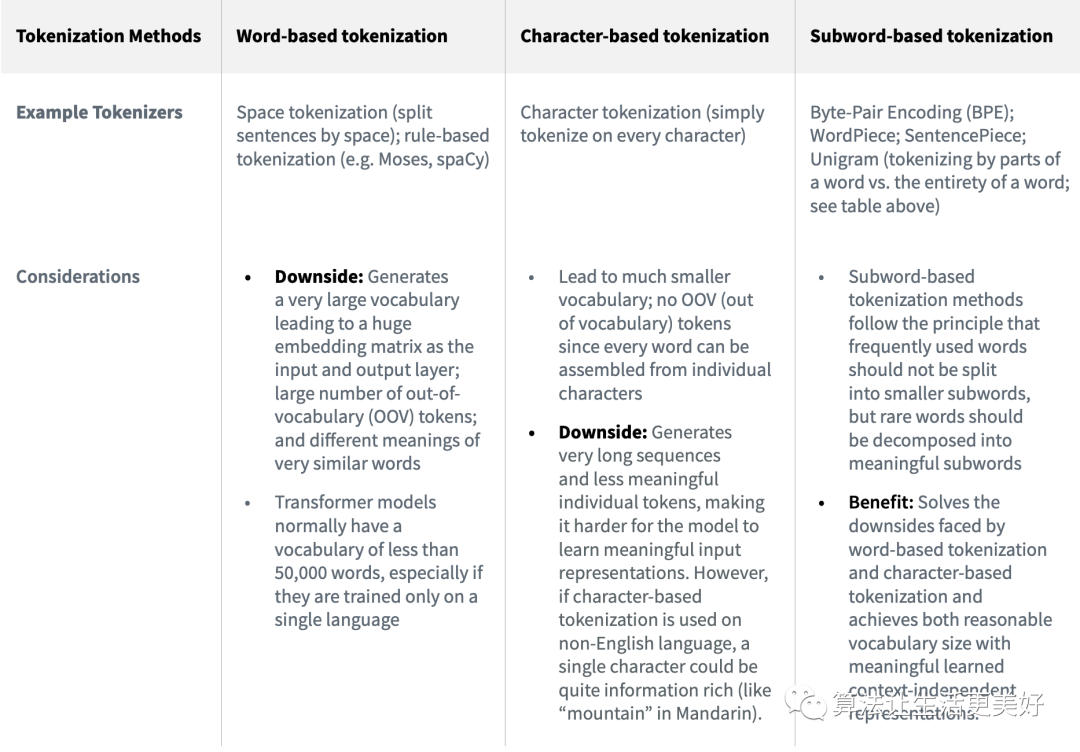 Tokenization Methods
Word-based tokenization
Character-based tokenization
Subword-based tokenization
Example Tokenizers
Space tokenization (split
sentences by space); rule-based
tokenization (e.g. Moses, spaCy)
Character tokenization (simply
tokenize on every character)
Byte-Pair Encoding (BPE);
WordPiece; SentencePiece;
Unigram (tokenizing by parts of
a word vs. the entirety of a word;
see table above)
Considerations
• Downside: Generates
a very large vocabulary
leading to a huge
embedding matrix as the
input and output layer;
large number of out-of-
vocabulary (OOV) tokens;
and different meanings of
very similar words
• Transformer models
normally have a
vocabulary of less than
50,000 words, especially if
they are trained only on a
single language
• Lead to much smaller
vocabulary; no OOV (out
of vocabulary) tokens
since every word can be
assembled from individual
characters
• Downside: Generates
very long sequences
and less meaningful
individual tokens, making
it harder for the model to
learn meaningful input
representations. However,
if character-based
tokenization is used on
non-English language, a
single character could be
quite information rich (like
“mountain” in Mandarin).
• Subword-based
tokenization methods
follow the principle that
frequently used words
should not be split
into smaller subwords,
but rare words should
be decomposed into
meaningful subwords
• Benefit: Solves the
downsides faced by
word-based tokenization
and character-based
tokenization and
achieves both reasonable
vocabulary size with
meaningful learned
context-independent
representations.
算法让生活更美好